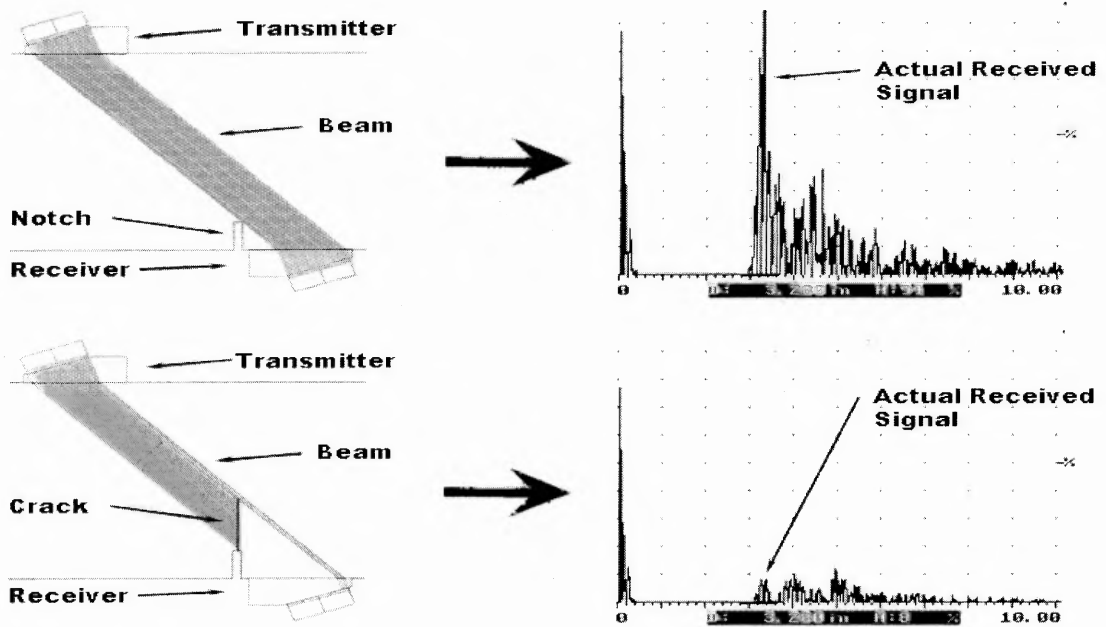 Transmitter
Beam
Notch
Receiver
Actual Received
Signal
-%
0
10.00
Transmitter
Beam
Crack
Receiver
Actual Received
Signal
-%
0
10.00